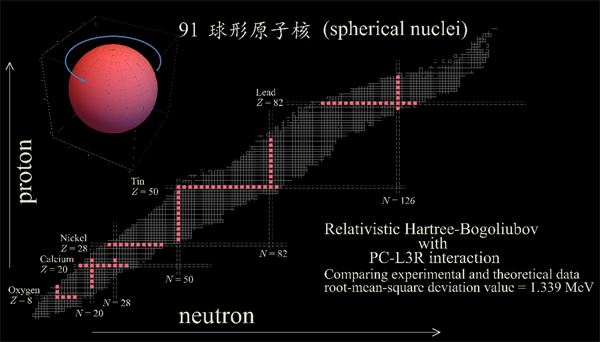 91 球形原子核 (spherical nuclei)
Lead
Z = 82
proton
Tin
Z = 50
N = 126
Nickel
Z = 28
N = 82
Calcium
Z = 20
N = 50
Oxygen
Z = 8
N = 20
N = 28
neutron
Relativistic Hartree-Bogoliubov
with
PC-L3R interaction
Comparing experimental and theoretical data
root-mean-square deviation value = 1.339 MeV